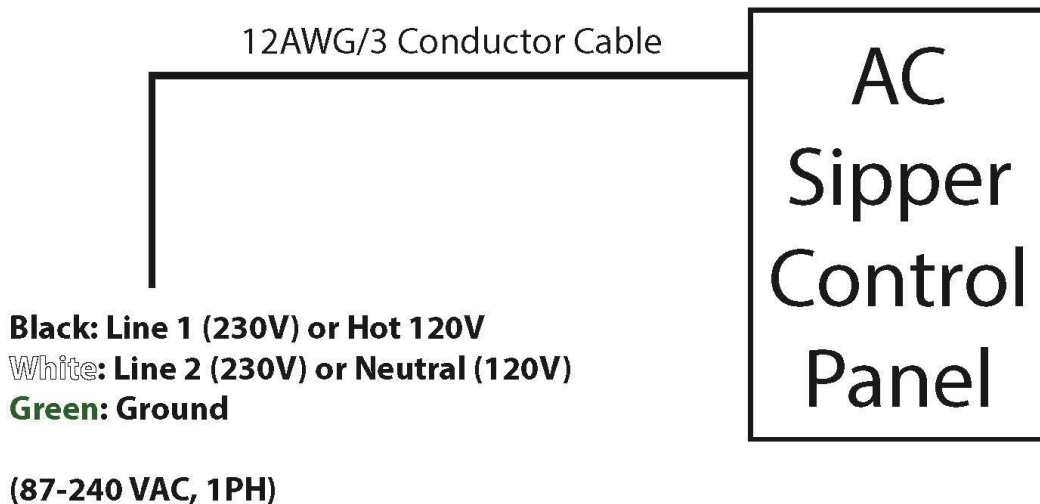 12AWG/3 Conductor Cable
AC
Sipper
Control
Panel
Black: Line 1 (230V) or Hot 120V
White: Line 2 (230V) or Neutral (120V)
Green: Ground
(87-240 VAC, 1PH)